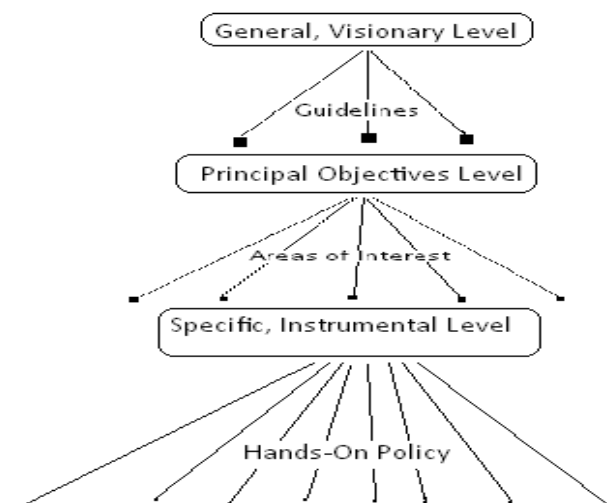 General, Visionary Level
Guidelines
Principal Objectives Level
Areas of Interest
Specific, Instrumental Level
Hands-On Policy